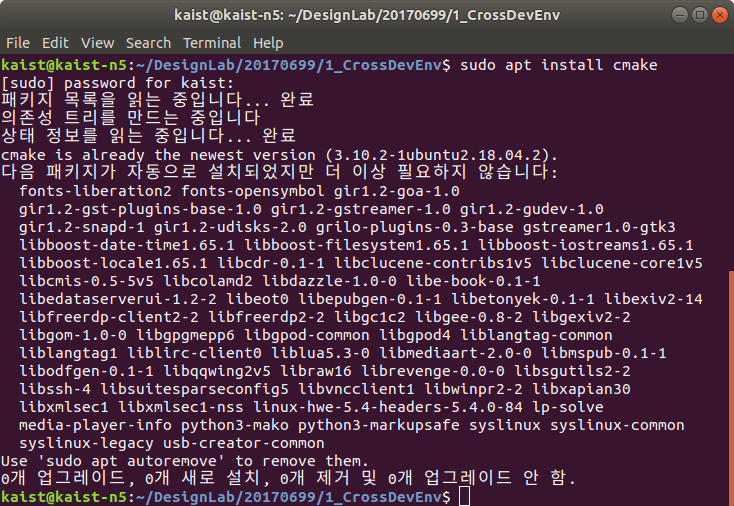 kaist@kaist-n5: ~/DesignLab/20170699/1_CrossDevEnv
File Edit View Search Terminal Help
kaist@kaist-n5:~/DesignLab/20170699/1_CrossDevEnv$ sudo apt install cmake
[sudo] password for kaist:
패키지 목록을 읽는 중입니다... 완료
의존성 트리를 만드는 중입니다
상태 정보를 읽는 중입니다... 완료
cmake is already the newest version (3.10.2-1ubuntu2.18.04.2).
다음 패키지가 자동으로 설치되었지만 더 이상 필요하지 않습니다:
fonts-liberation2 fonts-opensymbol gir1.2-goa-1.0
gir1.2-gst-plugins-base-1.0 gir1.2-gstreamer-1.0 gir1.2-gudev-1.0
gir1.2-snapd-1 gir1.2-udisks-2.0 grilo-plugins-0.3-base gstreamer1.0-gtk3
libboost-date-time1.65.1 libboost-filesystem1.65.1 libboost-iostreams1.65.1
libboost-locale1.65.1 libcdr-0.1-1 libclucene-contribs1v5 libclucene-core1v5
libcmis-0.5-5v5 libcolamd2 libdazzle-1.0-0 libe-book-0.1-1
libedataserverui-1.2-2 libeot0 libepubgen-0.1-1 libetonyek-0.1-1 libexiv2-14
libfreerdp-client2-2 libfreerdp2-2 libgc1c2 libgee-0.8-2 libgexiv2-2
libgom-1.0-0 libgpgmepp6 libgpod-common libgpod4 liblangtag-common
liblangtag1 liblirc-client0 liblua5.3-0 libmediaart-2.0-0 libmspub-0.1-1
libodfgen-0.1-1 libqqwing2v5 libraw16 librevenge-0.0-0 libsgutils2-2
libssh-4 libsuitesparseconfig5 libvncclient1 libwinpr2-2 libxapian30
libxmlsec1 libxmlsec1-nss linux-hwe-5.4-headers-5.4.0-84 lp-solve
media-player-info python3-mako python3-markupsafe syslinux syslinux-common
syslinux-legacy usb-creator-common
Use 'sudo apt autoremove' to remove them.
0개 업그레이드, 0개 새로 설치, 0개 제거 및 0개 업그레이드 안 함.
kaist@kaist-n5:~/DesignLab/20170699/1_CrossDevEnv$